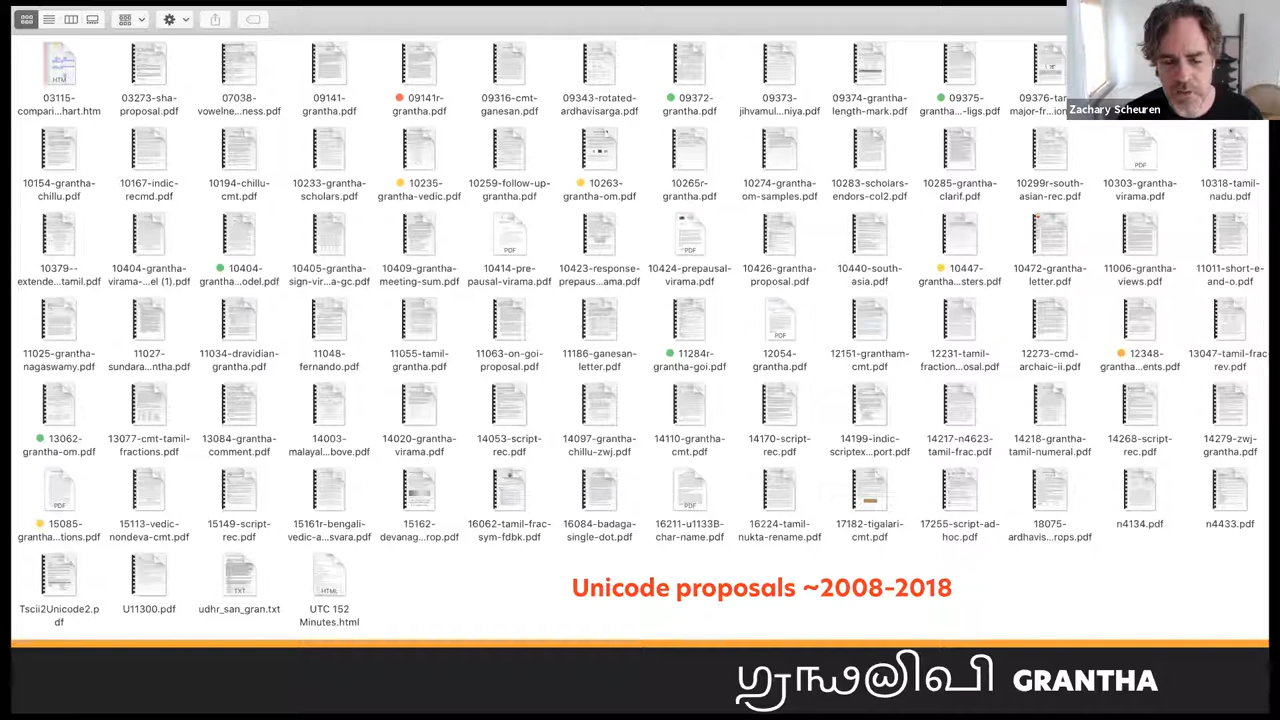 Zachary Scheuren
03115-
compari...hart.htm
03273-sha-
proposal.pdf
07038-
vowelne...ness.pdf
09141-
grantha.pdf
09141r-
grantha.pdf
09316-cmt-
ganesan.pdf
09343-rotated-
ardhavisarga.pdf
09372-
grantha.pdf
09373-
jihvamul...niya.pdf
09374-grantha-
length-mark.pdf
09375-
grantha...-ligs.pdf
09376-tam
major-fr...ion
10154-grantha-
chillu.pdf
10167-indic-
recmd.pdf
10194-chillu-
cmt.pdf
10233-grantha-
scholars.pdf
10235-
grantha-vedic.pdf
10259-follow-up-
grantha.pdf
10263-
grantha-om.pdf
10265r-
grantha.pdf
10274-grantha-
om-samples.pdf
10283-scholars-
endors-col2.pdf
10285-grantha-
clarif.pdf
10299r-south-
asian-rec.pdf
10303-grantha-
virama.pdf
10318-tamil-
nadu.pdf
10379--
extende...tamil.pdf
10404-grantha-
virama-...el (1).pdf
10404-
grantha...odel.pdf
10405-grantha-
sign-vir...a-gc.pdf
10409-grantha-
meeting-sum.pdf
10414-pre-
pausal-virama.pdf
10423-response-
prepaus...ama.pdf
10424-prepausal-
virama.pdf
10426-grantha-
proposal.pdf
10440-south-
asia.pdf
10447-
grantha...sters.pdf
10472-grantha-
letter.pdf
11006-grantha-
views.pdf
11011-short-e-
and-o.pdf
11025-grantha-
nagaswamy.pdf
11027-
sundara...ntha.pdf
11034-dravidian-
grantha.pdf
11048-
fernando.pdf
11055-tamil-
grantha.pdf
11063-on-goi-
proposal.pdf
11186-ganesan-
letter.pdf
11284r-
grantha-goi.pdf
12054-
grantha.pdf
12151-grantham-
cmt.pdf
12231-tamil-
fraction...osal.pdf
12273-cmd-
archaic-ii.pdf
12348-
grantha...ents.pdf
13047-tamil-frac
rev.pdf
13062-
grantha-om.pdf
13077-cmt-tamil-
fractions.pdf
13084-grantha-
comment.pdf
14003-
malayal...bove.pdf
14020-grantha-
virama.pdf
14053-script-
rec.pdf
14097-grantha-
chillu-zwj.pdf
14110-grantha-
cmt.pdf
14170-script-
rec.pdf
14199-indic-
scriptex...port.pdf
14217-n4623-
tamil-frac.pdf
14218-grantha-
tamil-numeral.pdf
14268-script-
rec.pdf
14279-zwj-
grantha.pdf
15085-
grantha...tions.pdf
15113-vedic-
nondeva-cmt.pdf
15149-script-
rec.pdf
15161r-bengali-
vedic-a...svara.pdf
15162-
devanag...rop.pdf
16062-tamil-frac-
sym-fdbk.pdf
16084-badaga-
single-dot.pdf
16211-u1133B-
char-name.pdf
16224-tamil-
nukta-rename.pdf
17182-tigalari-
cmt.pdf
17255-script-ad-
hoc.pdf
18075-
ardhavis...rops.pdf
n4134.pdf
n4433.pdf
Tscii2Unicode2.p
df
U11300.pdf
udhr_san_gran.txt
UTC 152
Minutes.html
Unicode proposals ~2008-2018
GRANTHA